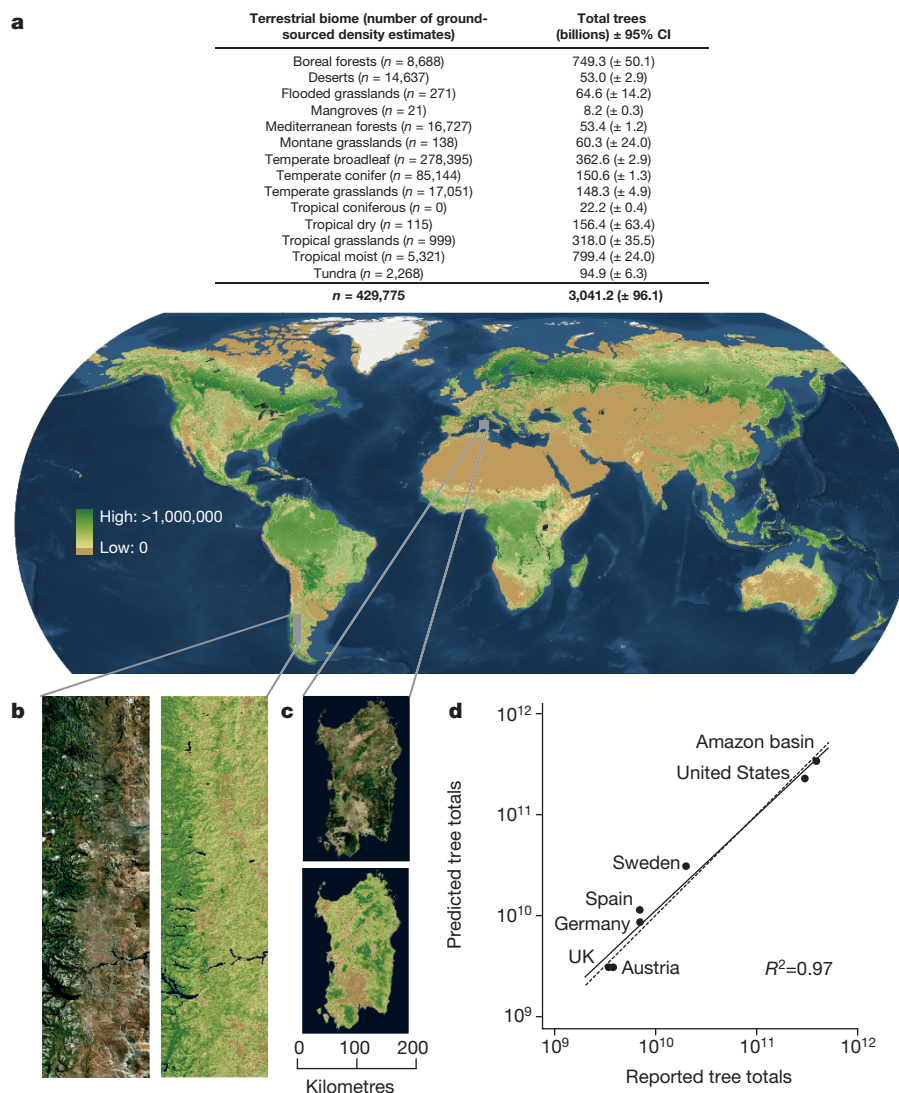 a
Terrestrial biome (number of ground-
sourced density estimates)
Total trees
(billions) ± 95% CI
Boreal forests (n = 8,688) 749.3 (± 50.1)
Deserts (n = 14,637) 53.0 (± 2.9)
Flooded grasslands (n = 271) 64.6 (± 14.2)
Mangroves (n = 21) 8.2 (± 0.3)
Mediterranean forests (n = 16,727) 53.4 (± 1.2)
Montane grasslands (n = 138) 60.3 (± 24.0)
Temperate broadleaf (n = 278,395) 362.6 (± 2.9)
Temperate conifer (n = 85,144) 150.6 (± 1.3)
Temperate grasslands (n = 17,051) 148.3 (± 4.9)
Tropical coniferous (n = 0) 22.2 (± 0.4)
Tropical dry (n = 115) 156.4 (± 63.4)
Tropical grasslands (n = 999) 318.0 (± 35.5)
Tropical moist (n = 5,321) 799.4 (± 24.0)
Tundra (n = 2,268) 94.9 (± 6.3)
n = 429,775 3,041.2 (± 96.1)
High: >1,000,000
Low: 0
b
c
0 100 200
Kilometres
d
Predicted tree totals
10¹²
10¹¹
10¹⁰
10⁹
Amazon basin
United States
Sweden
Spain
Germany
UK
Austria
R²=0.97
10⁹ 10¹⁰ 10¹¹ 10¹²
Reported tree totals